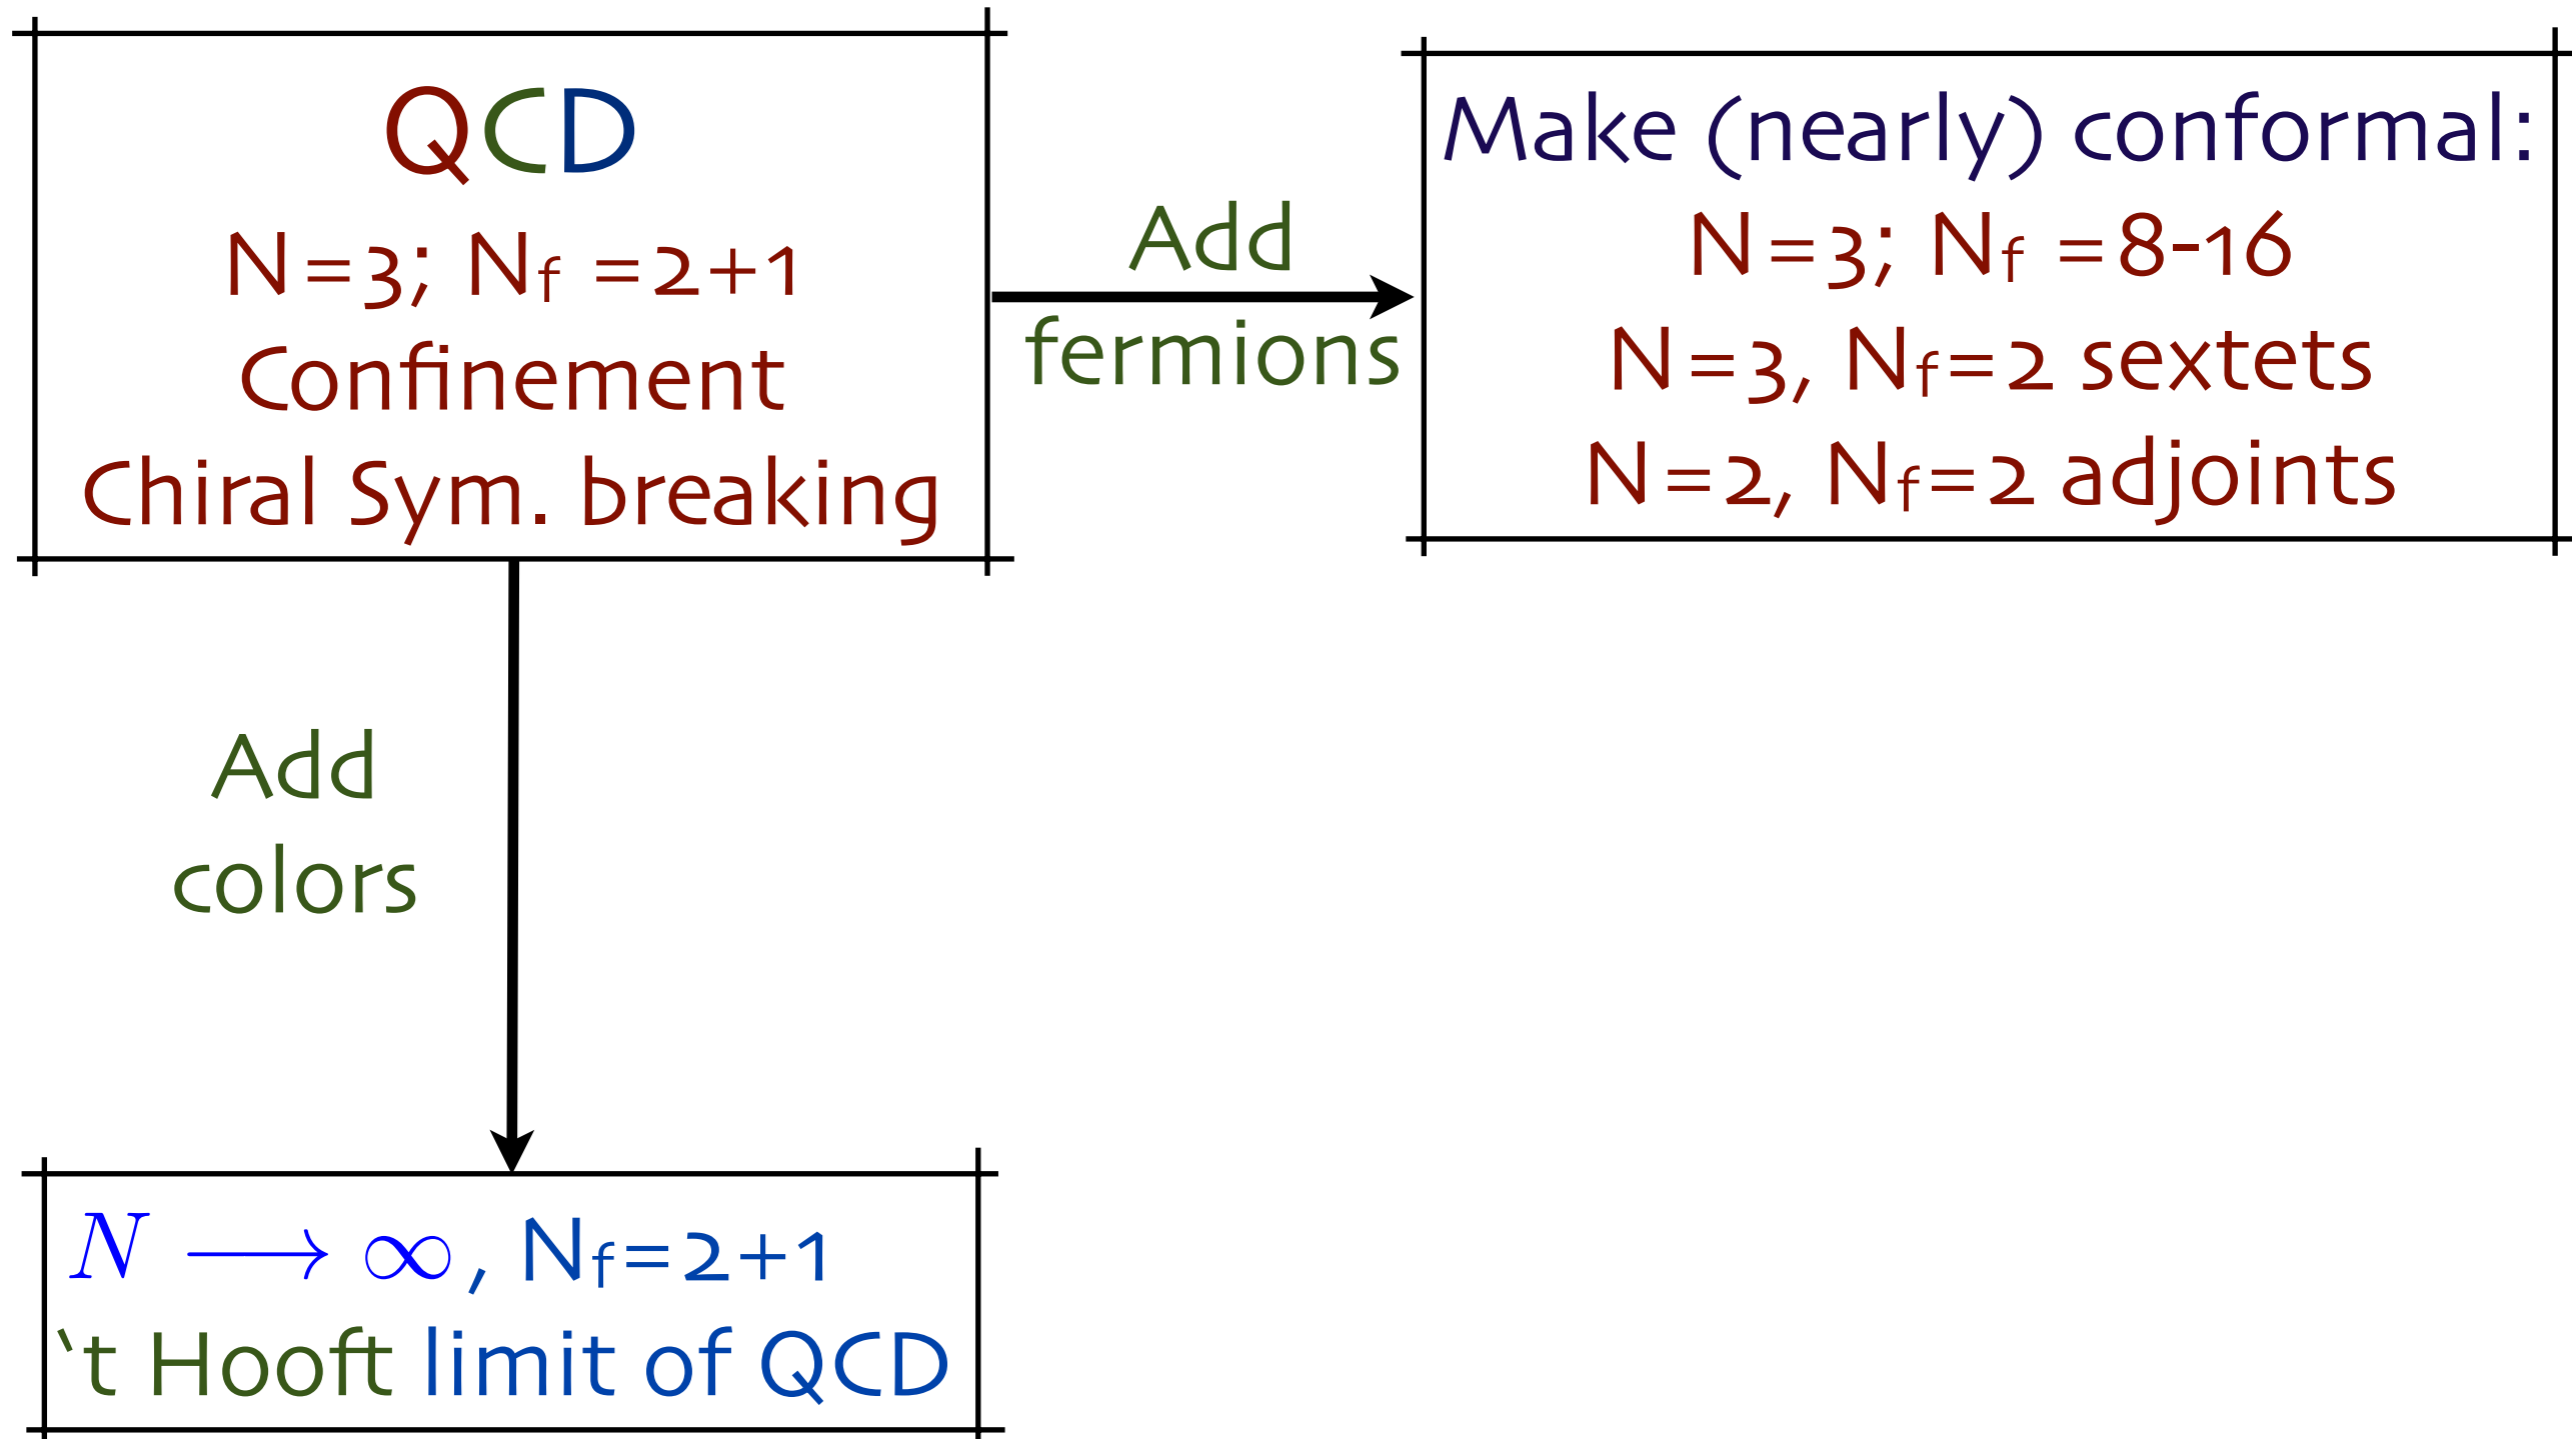 QCD
N=3; Nf =2+1
Confinement
Chiral Sym. breaking
Add
fermions
Make (nearly) conformal:
N=3; Nf =8-16
N=3, Nf=2 sextets
N=2, Nf=2 adjoints
Add
colors
N ⟶ ∞, Nf=2+1
‛t Hooft limit of QCD